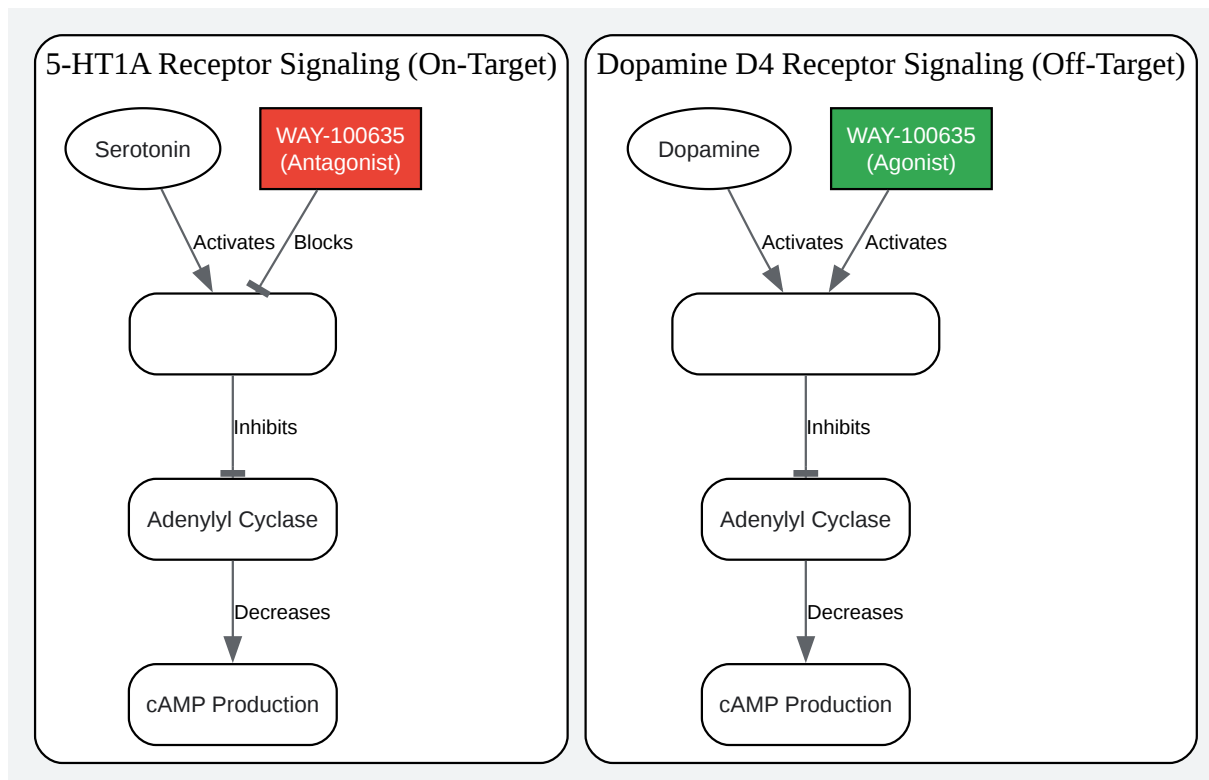 5-HT1A Receptor Signaling (On-Target)
Serotonin
WAY-100635
(Antagonist)
Activates
Blocks
Inhibits
Adenylyl Cyclase
Decreases
cAMP Production
Dopamine D4 Receptor Signaling (Off-Target)
Dopamine
WAY-100635
(Agonist)
Activates
Activates
Inhibits
Adenylyl Cyclase
Decreases
cAMP Production